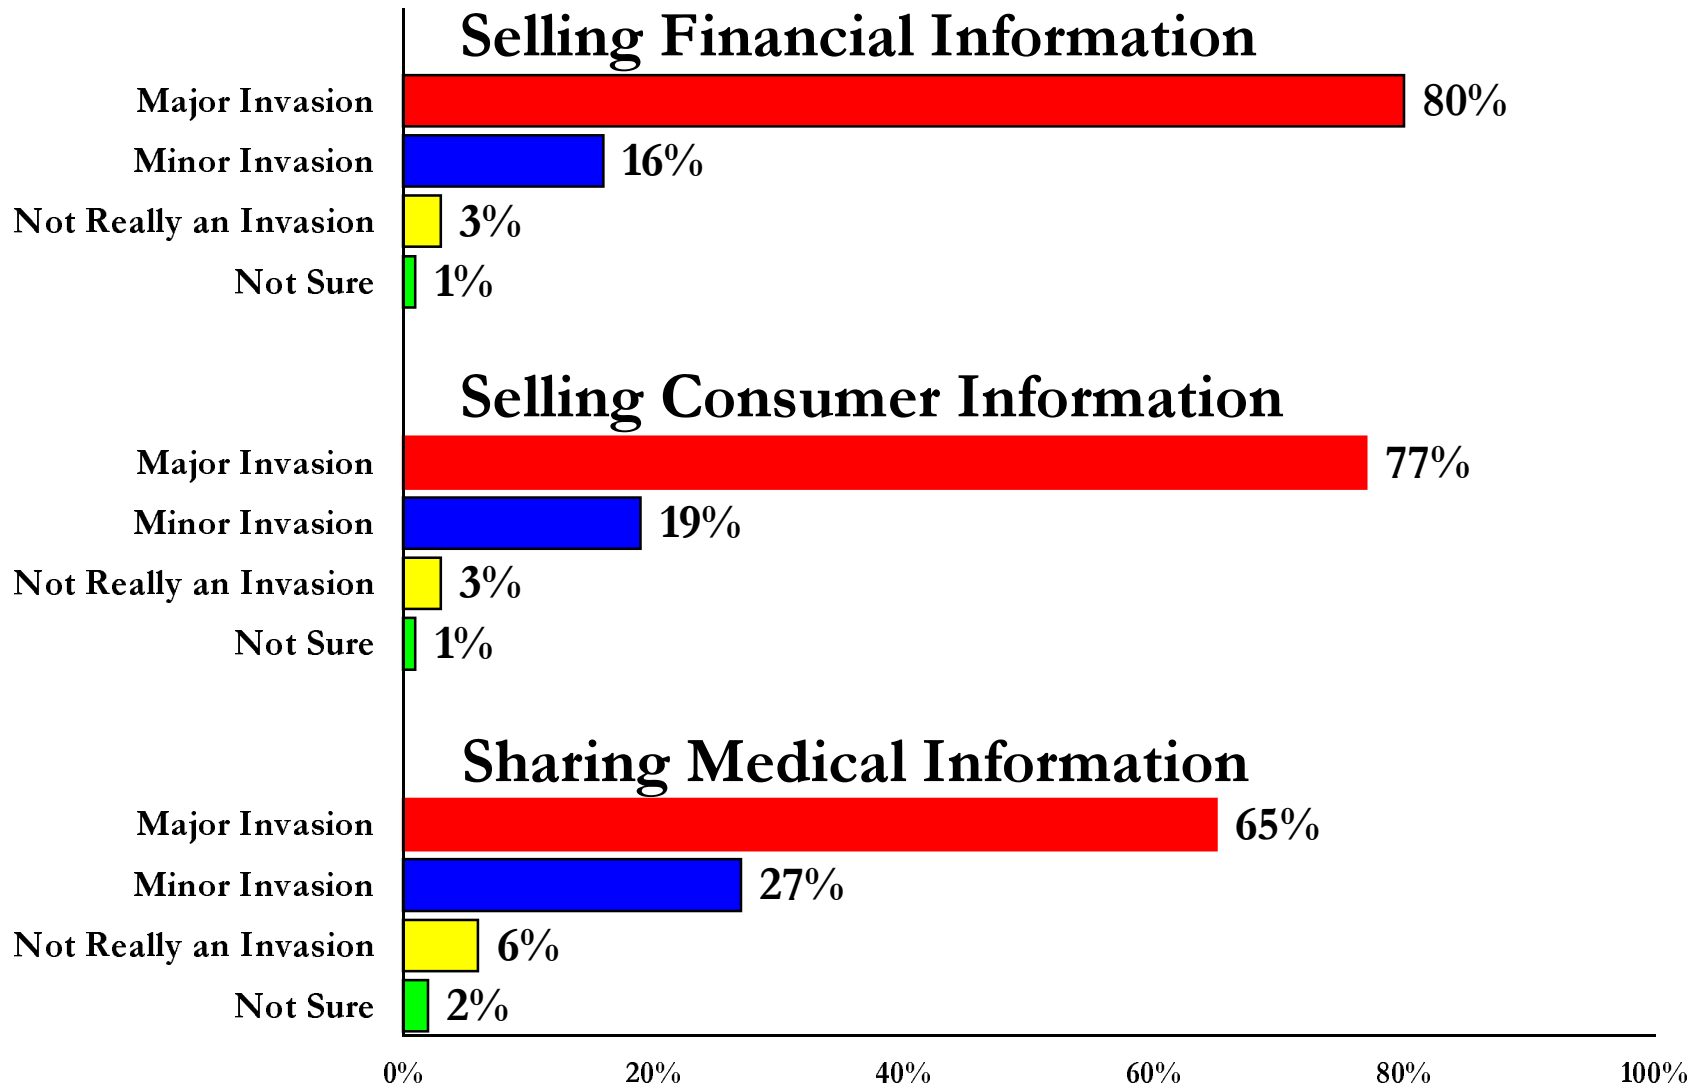 Selling Financial Information
Major Invasion 80%
Minor Invasion 16%
Not Really an Invasion 3%
Not Sure 1%
Selling Consumer Information
Major Invasion 77%
Minor Invasion 19%
Not Really an Invasion 3%
Not Sure 1%
Sharing Medical Information
Major Invasion 65%
Minor Invasion 27%
Not Really an Invasion 6%
Not Sure 2%
0% 20% 40% 60% 80% 100%